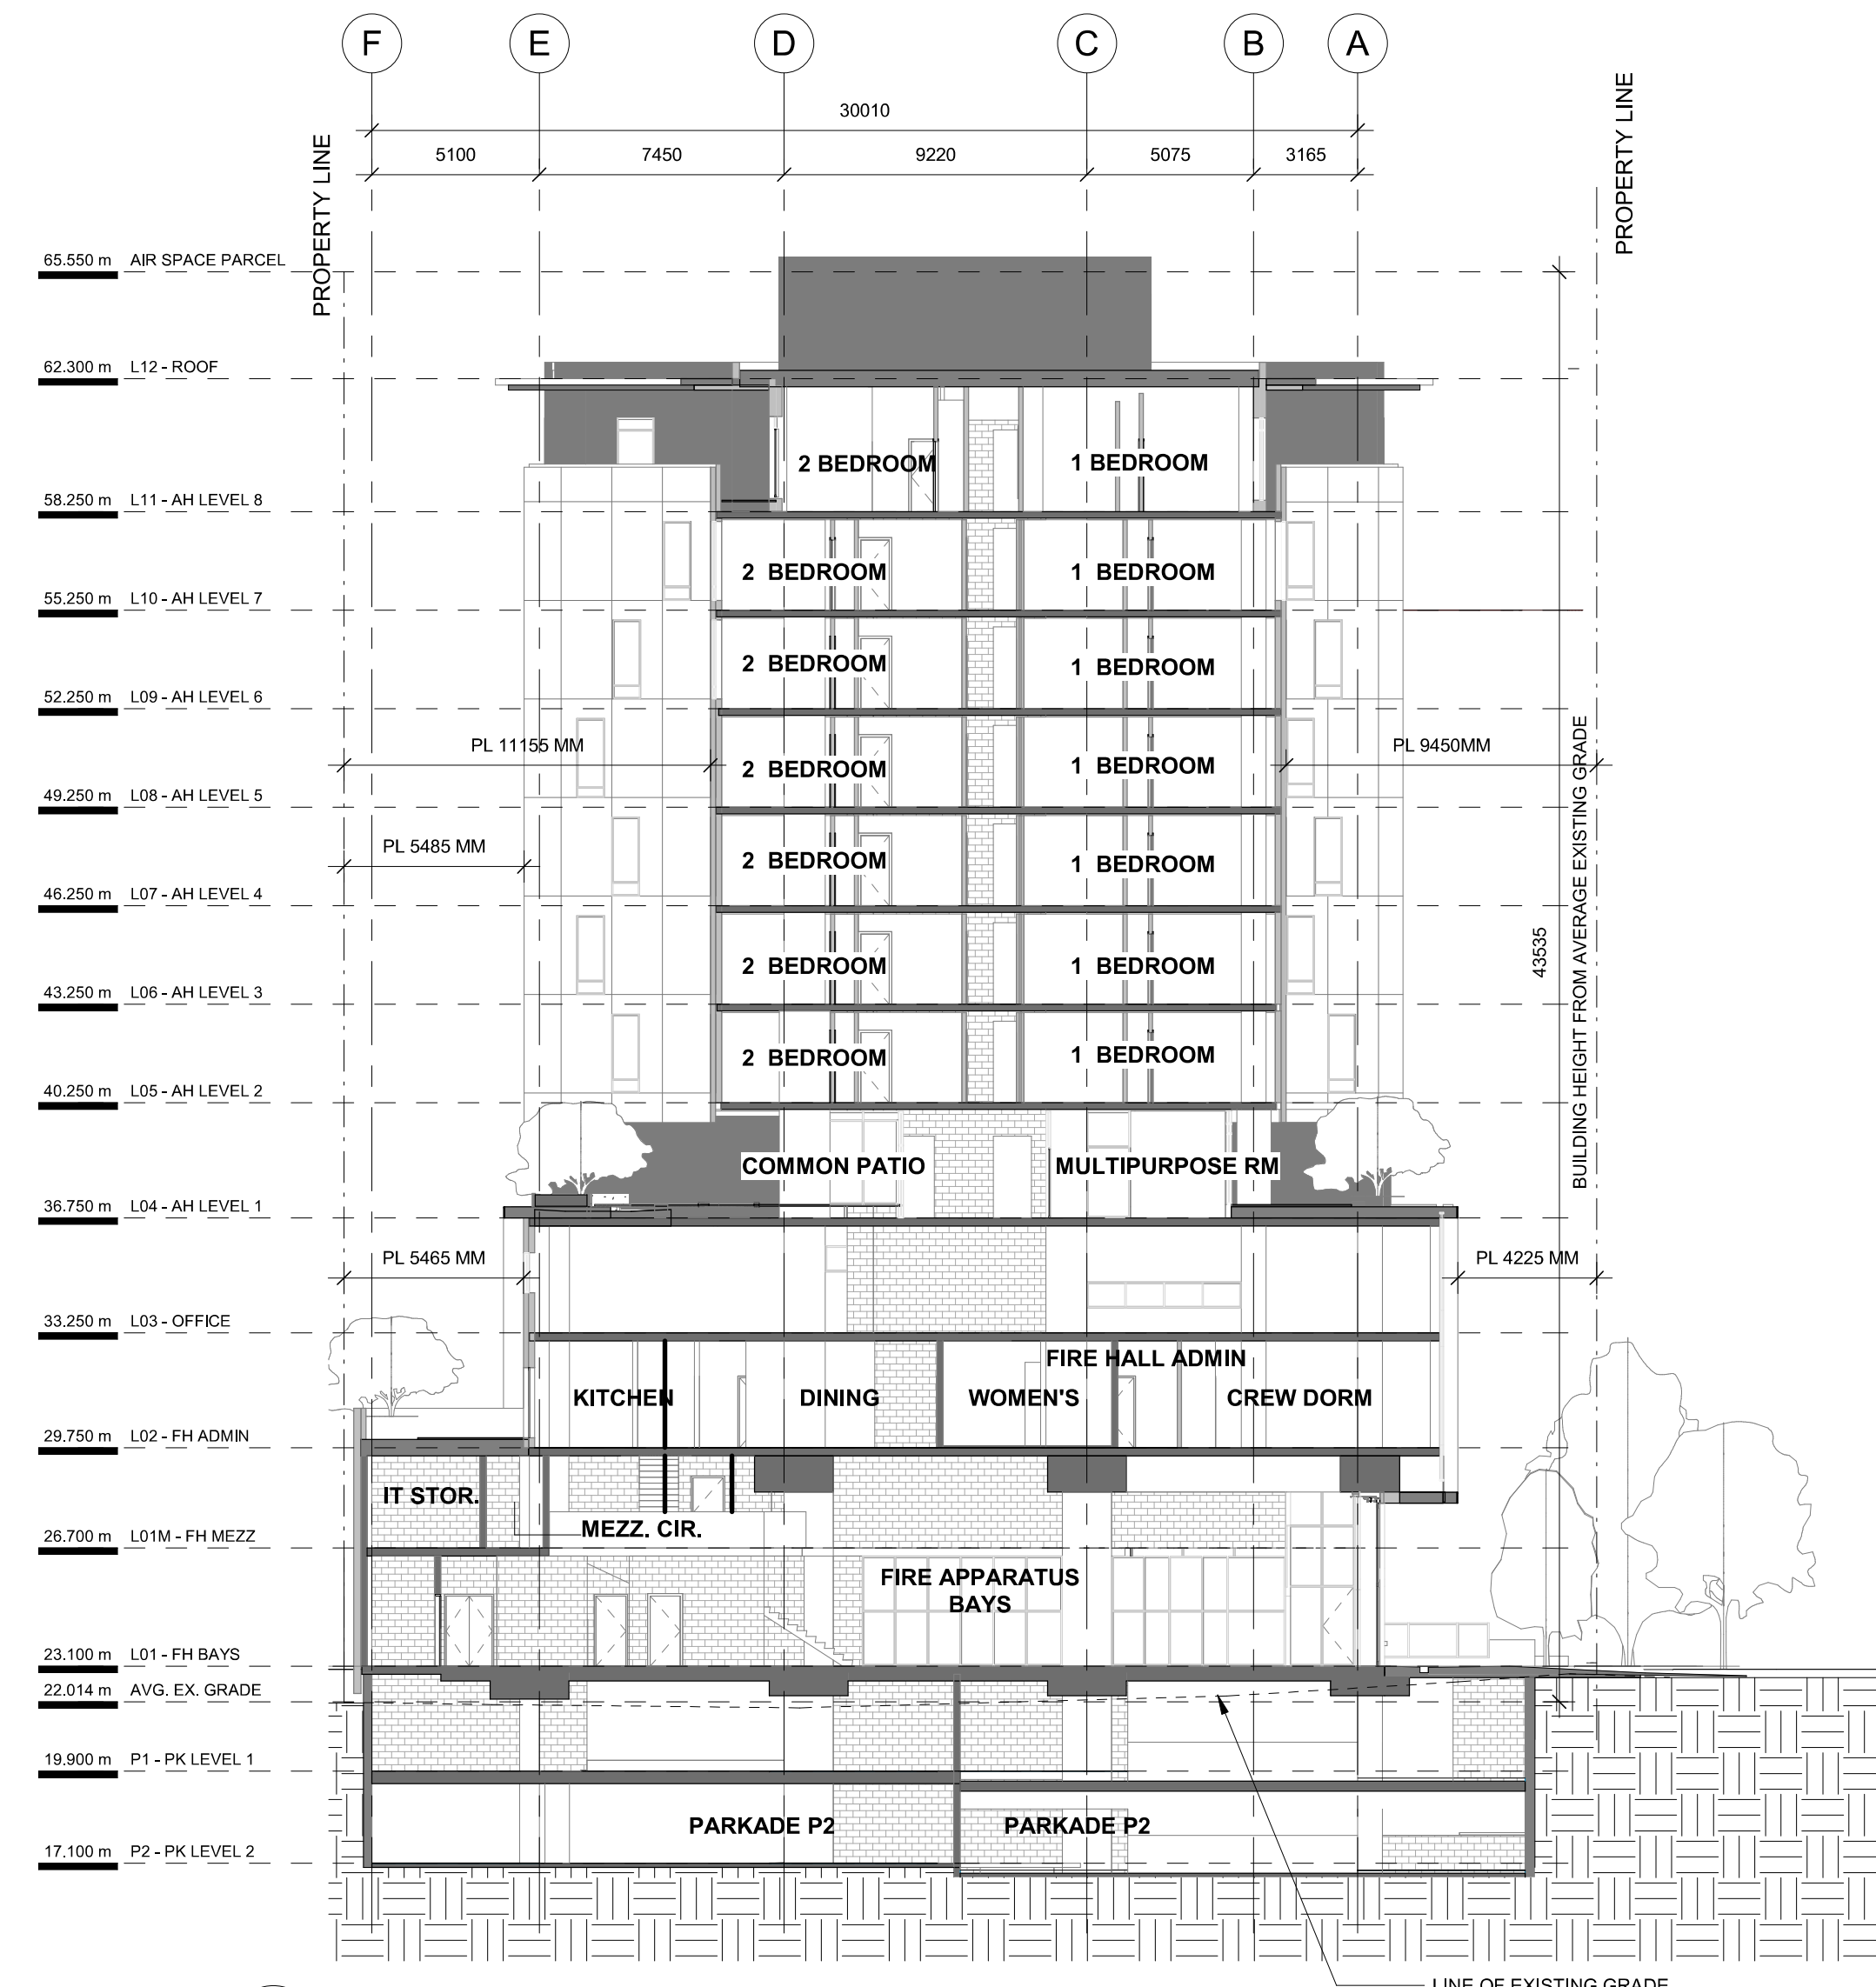 F E D C B A
30010
5100 7450 9220 5075 3165
PROPERTY LINE
PROPERTY LINE
65.550 m AIR SPACE PARCEL
62.300 m L12 - ROOF
2 BEDROOM 1 BEDROOM
58.250 m L11 - AH LEVEL 8
2 BEDROOM 1 BEDROOM
55.250 m L10 - AH LEVEL 7
2 BEDROOM 1 BEDROOM
52.250 m L09 - AH LEVEL 6
PL 11155 MM
PL 9450MM
2 BEDROOM 1 BEDROOM
49.250 m L08 - AH LEVEL 5
PL 5485 MM
2 BEDROOM 1 BEDROOM
46.250 m L07 - AH LEVEL 4
2 BEDROOM 1 BEDROOM
43535
BUILDING HEIGHT FROM AVERAGE EXISTING GRADE
43.250 m L06 - AH LEVEL 3
2 BEDROOM 1 BEDROOM
40.250 m L05 - AH LEVEL 2
COMMON PATIO MULTIPURPOSE RM
36.750 m L04 - AH LEVEL 1
PL 5465 MM
PL 4225 MM
33.250 m L03 - OFFICE
FIRE HALL ADMIN
KITCHEN DINING WOMEN'S CREW DORM
29.750 m L02 - FH ADMIN
IT STOR.
MEZZ. CIR.
26.700 m L01M - FH MEZZ
FIRE APPARATUS
BAYS
23.100 m L01 - FH BAYS
22.014 m AVG. EX. GRADE
19.900 m P1 - PK LEVEL 1
PARKADE P2 PARKADE P2
17.100 m P2 - PK LEVEL 2
LINE OF EXISTING GRADE